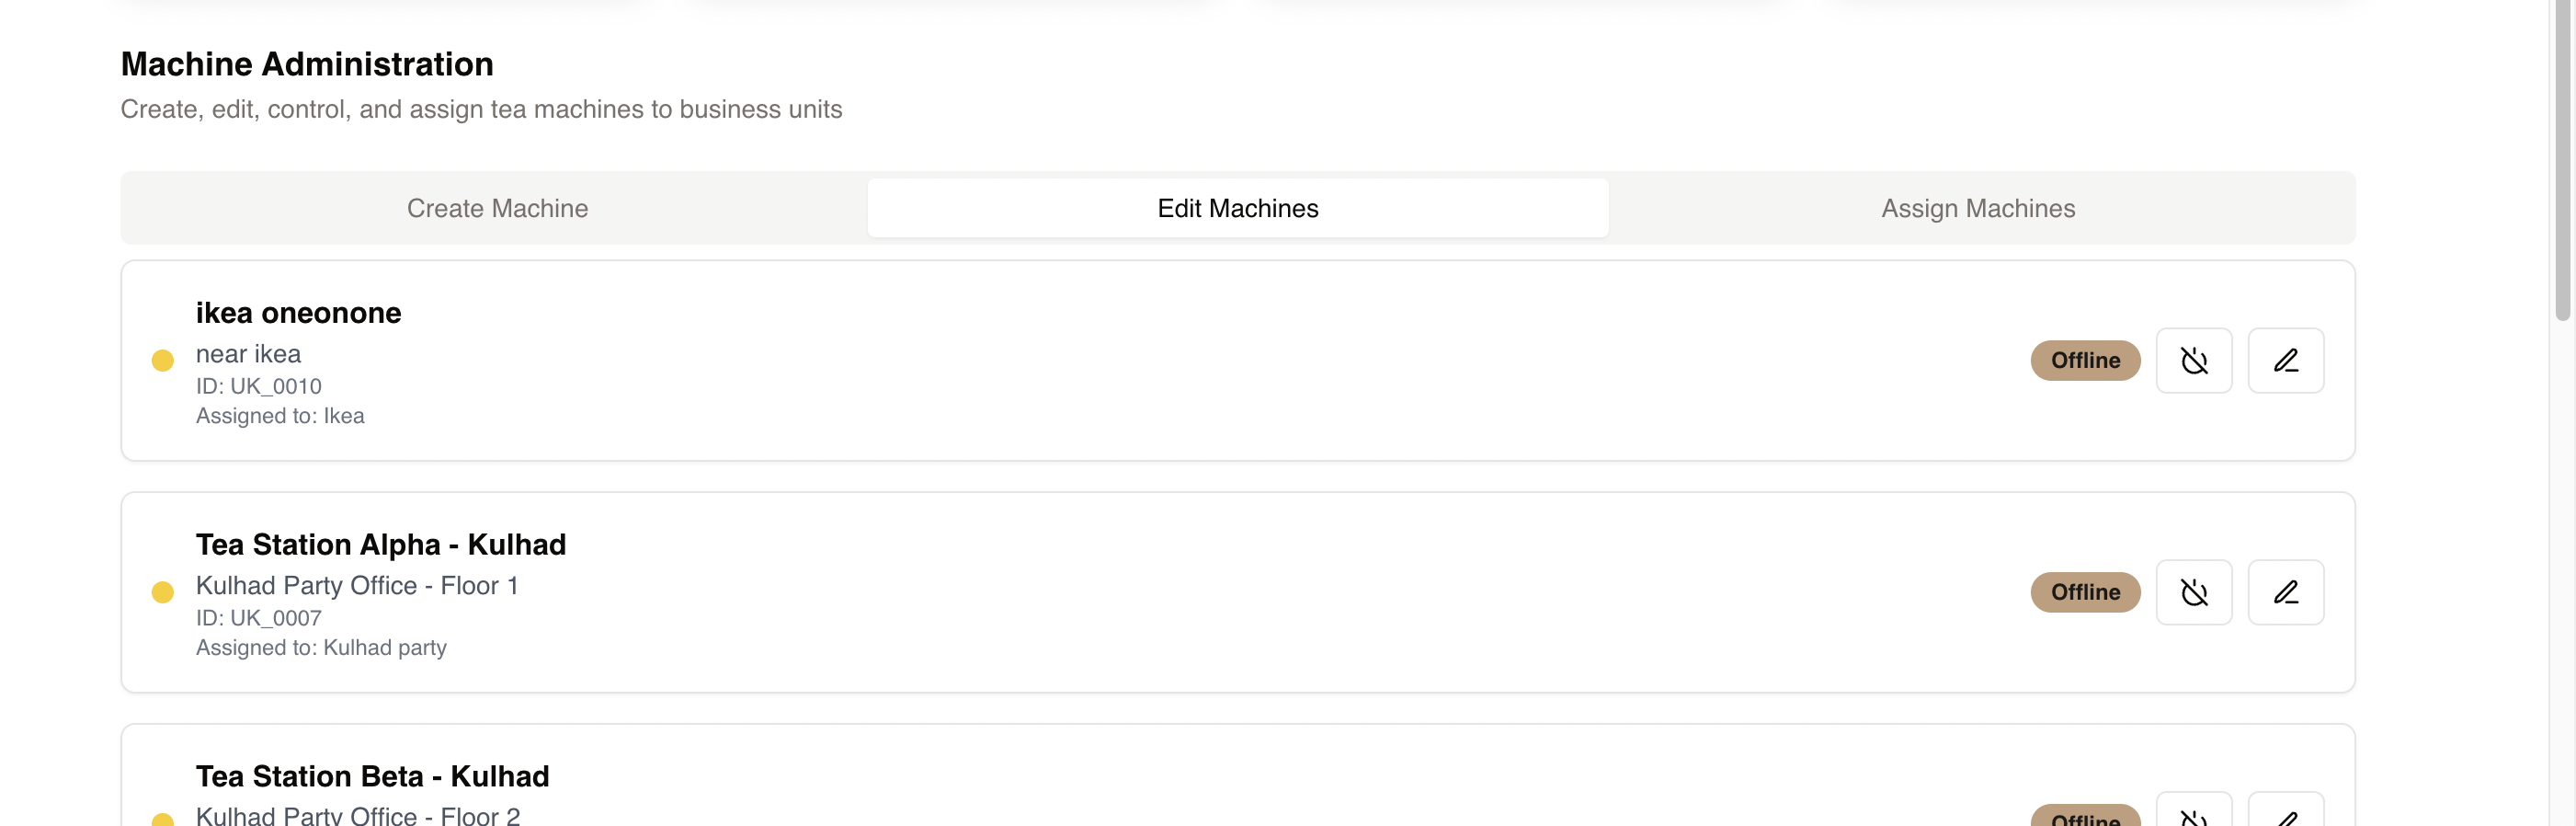 Machine Administration
Create, edit, control, and assign tea machines to business units
Create Machine
Edit Machines
Assign Machines
ikea oneonone
near ikea
ID: UK_0010
Assigned to: Ikea
Offline
Tea Station Alpha - Kulhad
Kulhad Party Office - Floor 1
ID: UK_0007
Assigned to: Kulhad party
Offline
Tea Station Beta - Kulhad
Kulhad Party Office - Floor 2
Offline